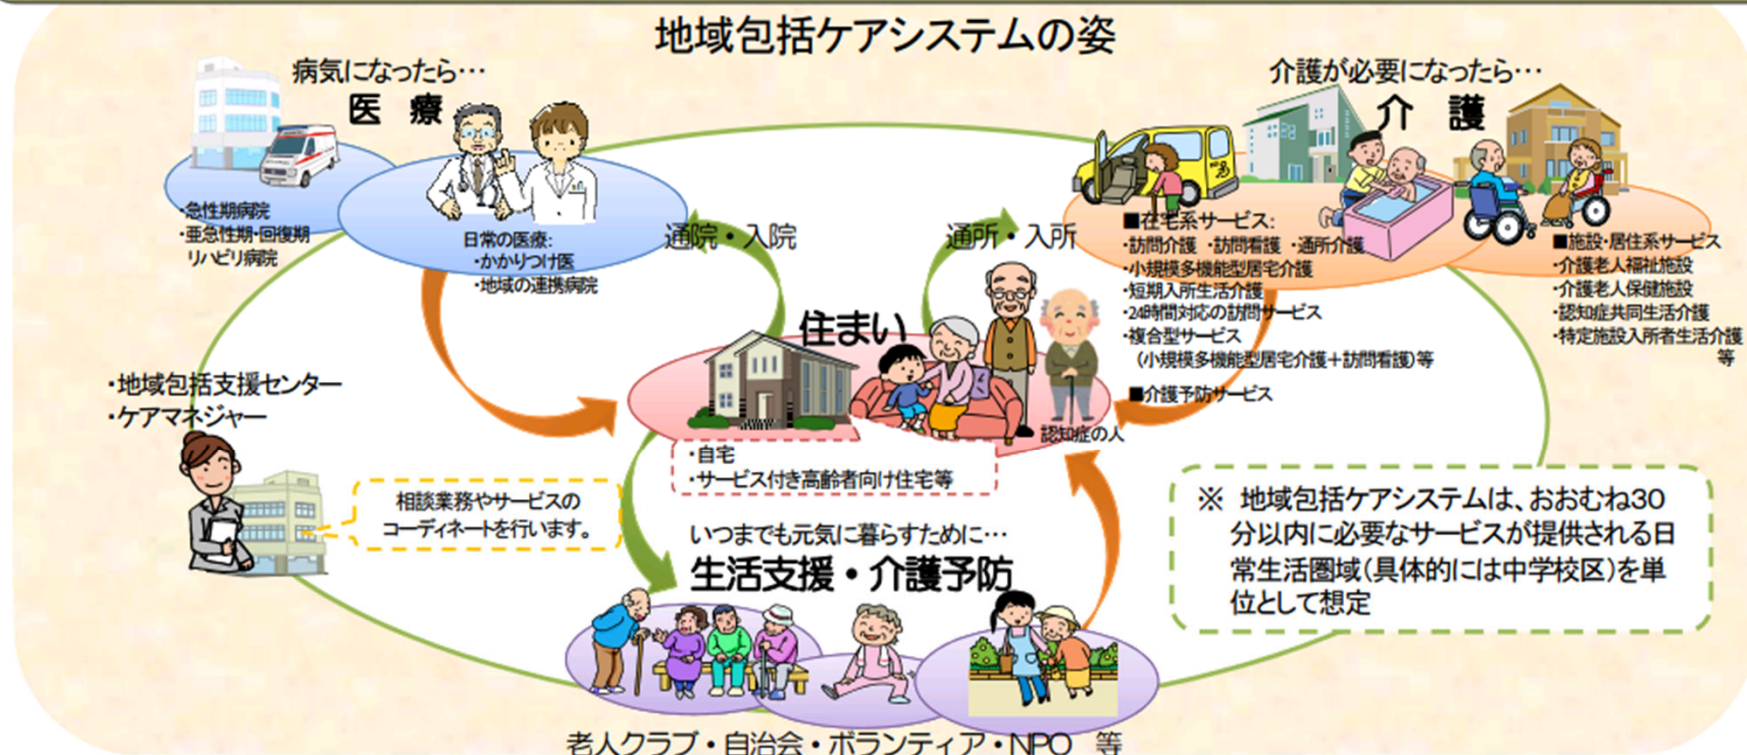 地域包括ケアシステムの姿
病気になったら…
医 療
・急性期病院
・亜急性期・回復期
リハビリ病院
日常の医療:
・かかりつけ医
・地域の連携病院
通院・入院
介護が必要になったら…
介 護
通所・入所
■在宅系サービス:
・訪問介護 ・訪問看護 ・通所介護
・小規模多機能型居宅介護
・短期入所生活介護
・24時間対応の訪問サービス
・複合型サービス
(小規模多機能型居宅介護+訪問看護)等
■介護予防サービス
■施設・居住系サービス
・介護老人福祉施設
・介護老人保健施設
・認知症共同生活介護
・特定施設入所者生活介護
等
住まい
認知症の人
・自宅
・サービス付き高齢者向け住宅等
・地域包括支援センター
・ケアマネジャー
相談業務やサービスの
コーディネートを行います。
いつまでも元気に暮らすために…
生活支援・介護予防
老人クラブ・自治会・ボランティア・NPO 等
※ 地域包括ケアシステムは、おおむね30
分以内に必要なサービスが提供される日
常生活圏域(具体的には中学校区)を単
位として想定